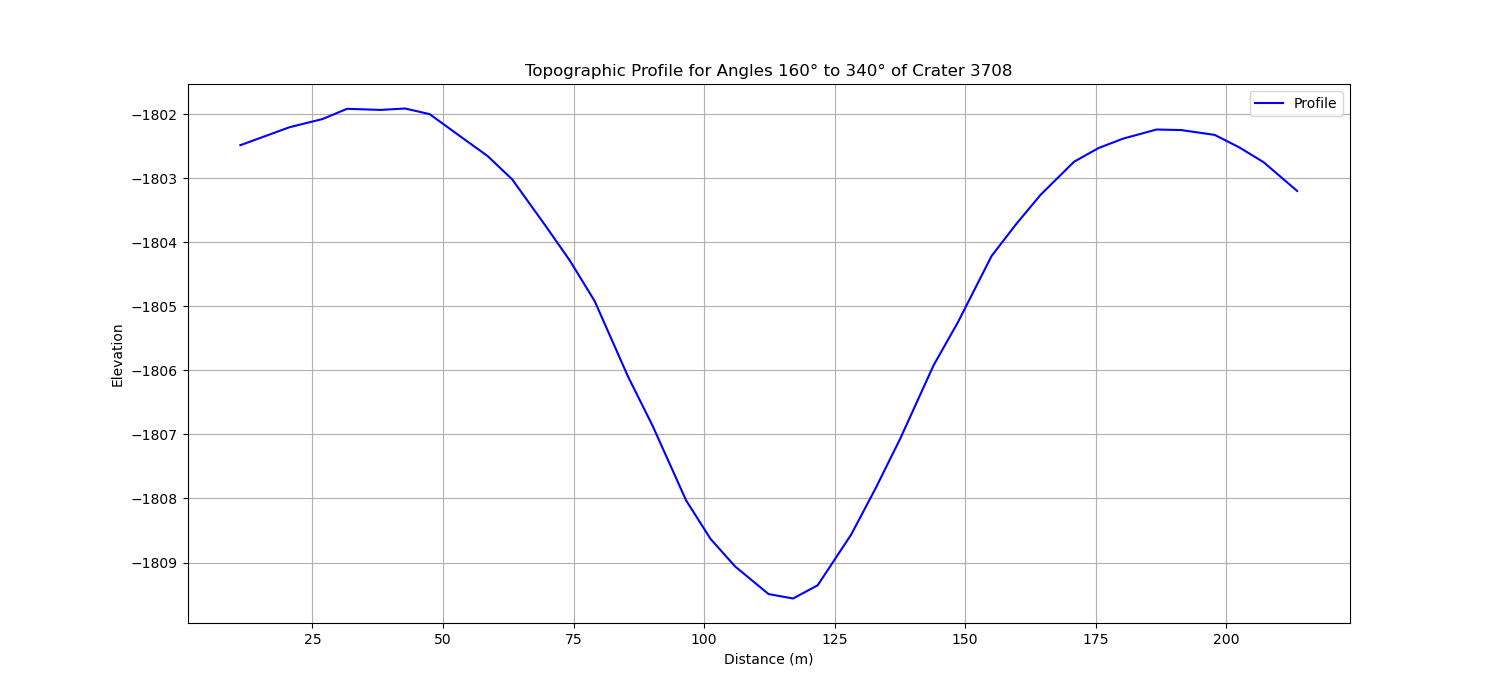 Topographic Profile for Angles 160° to 340° of Crater 3708
Profile
−1802
−1803
−1804
−1805
−1806
−1807
−1808
−1809
Elevation
25 50 75 100 125 150 175 200
Distance (m)